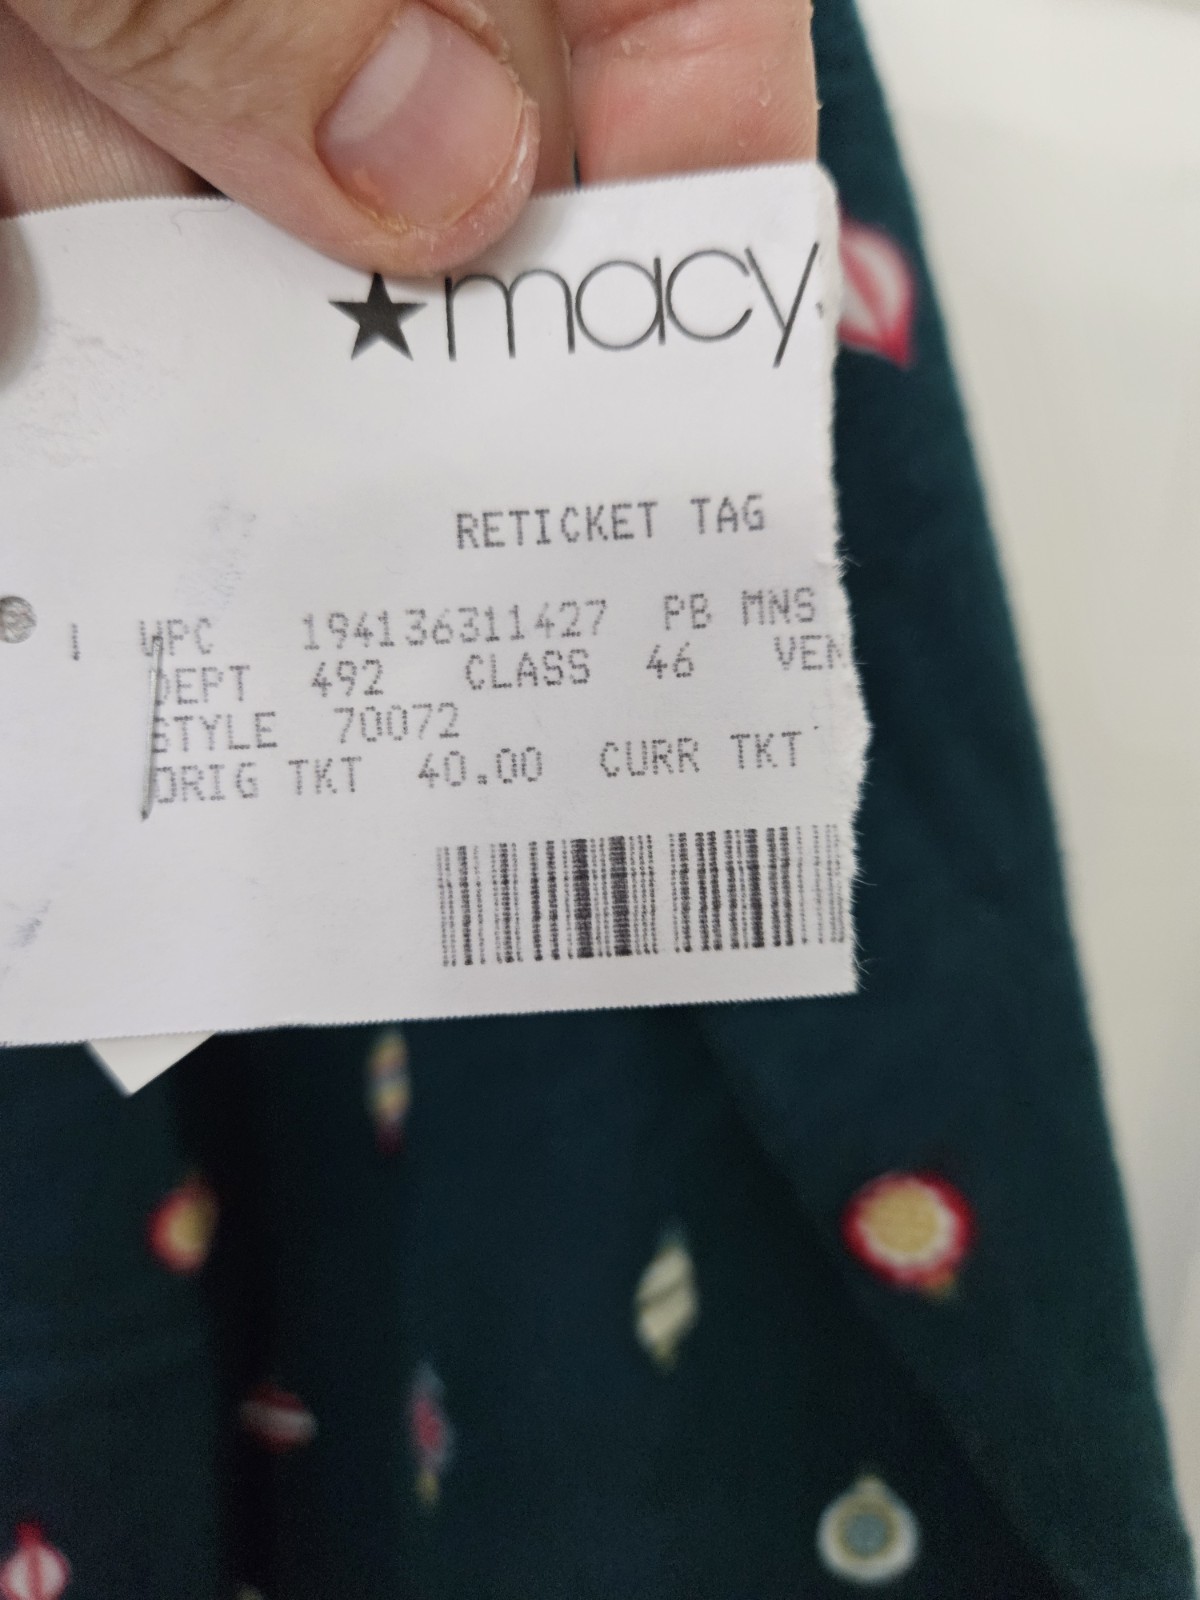 ★macy
RETICKET TAG
UPC 194136311427 PB MNS
DEPT 492 CLASS 46 VEN
STYLE 70072
ORIG TKT 40.00 CURR TKT